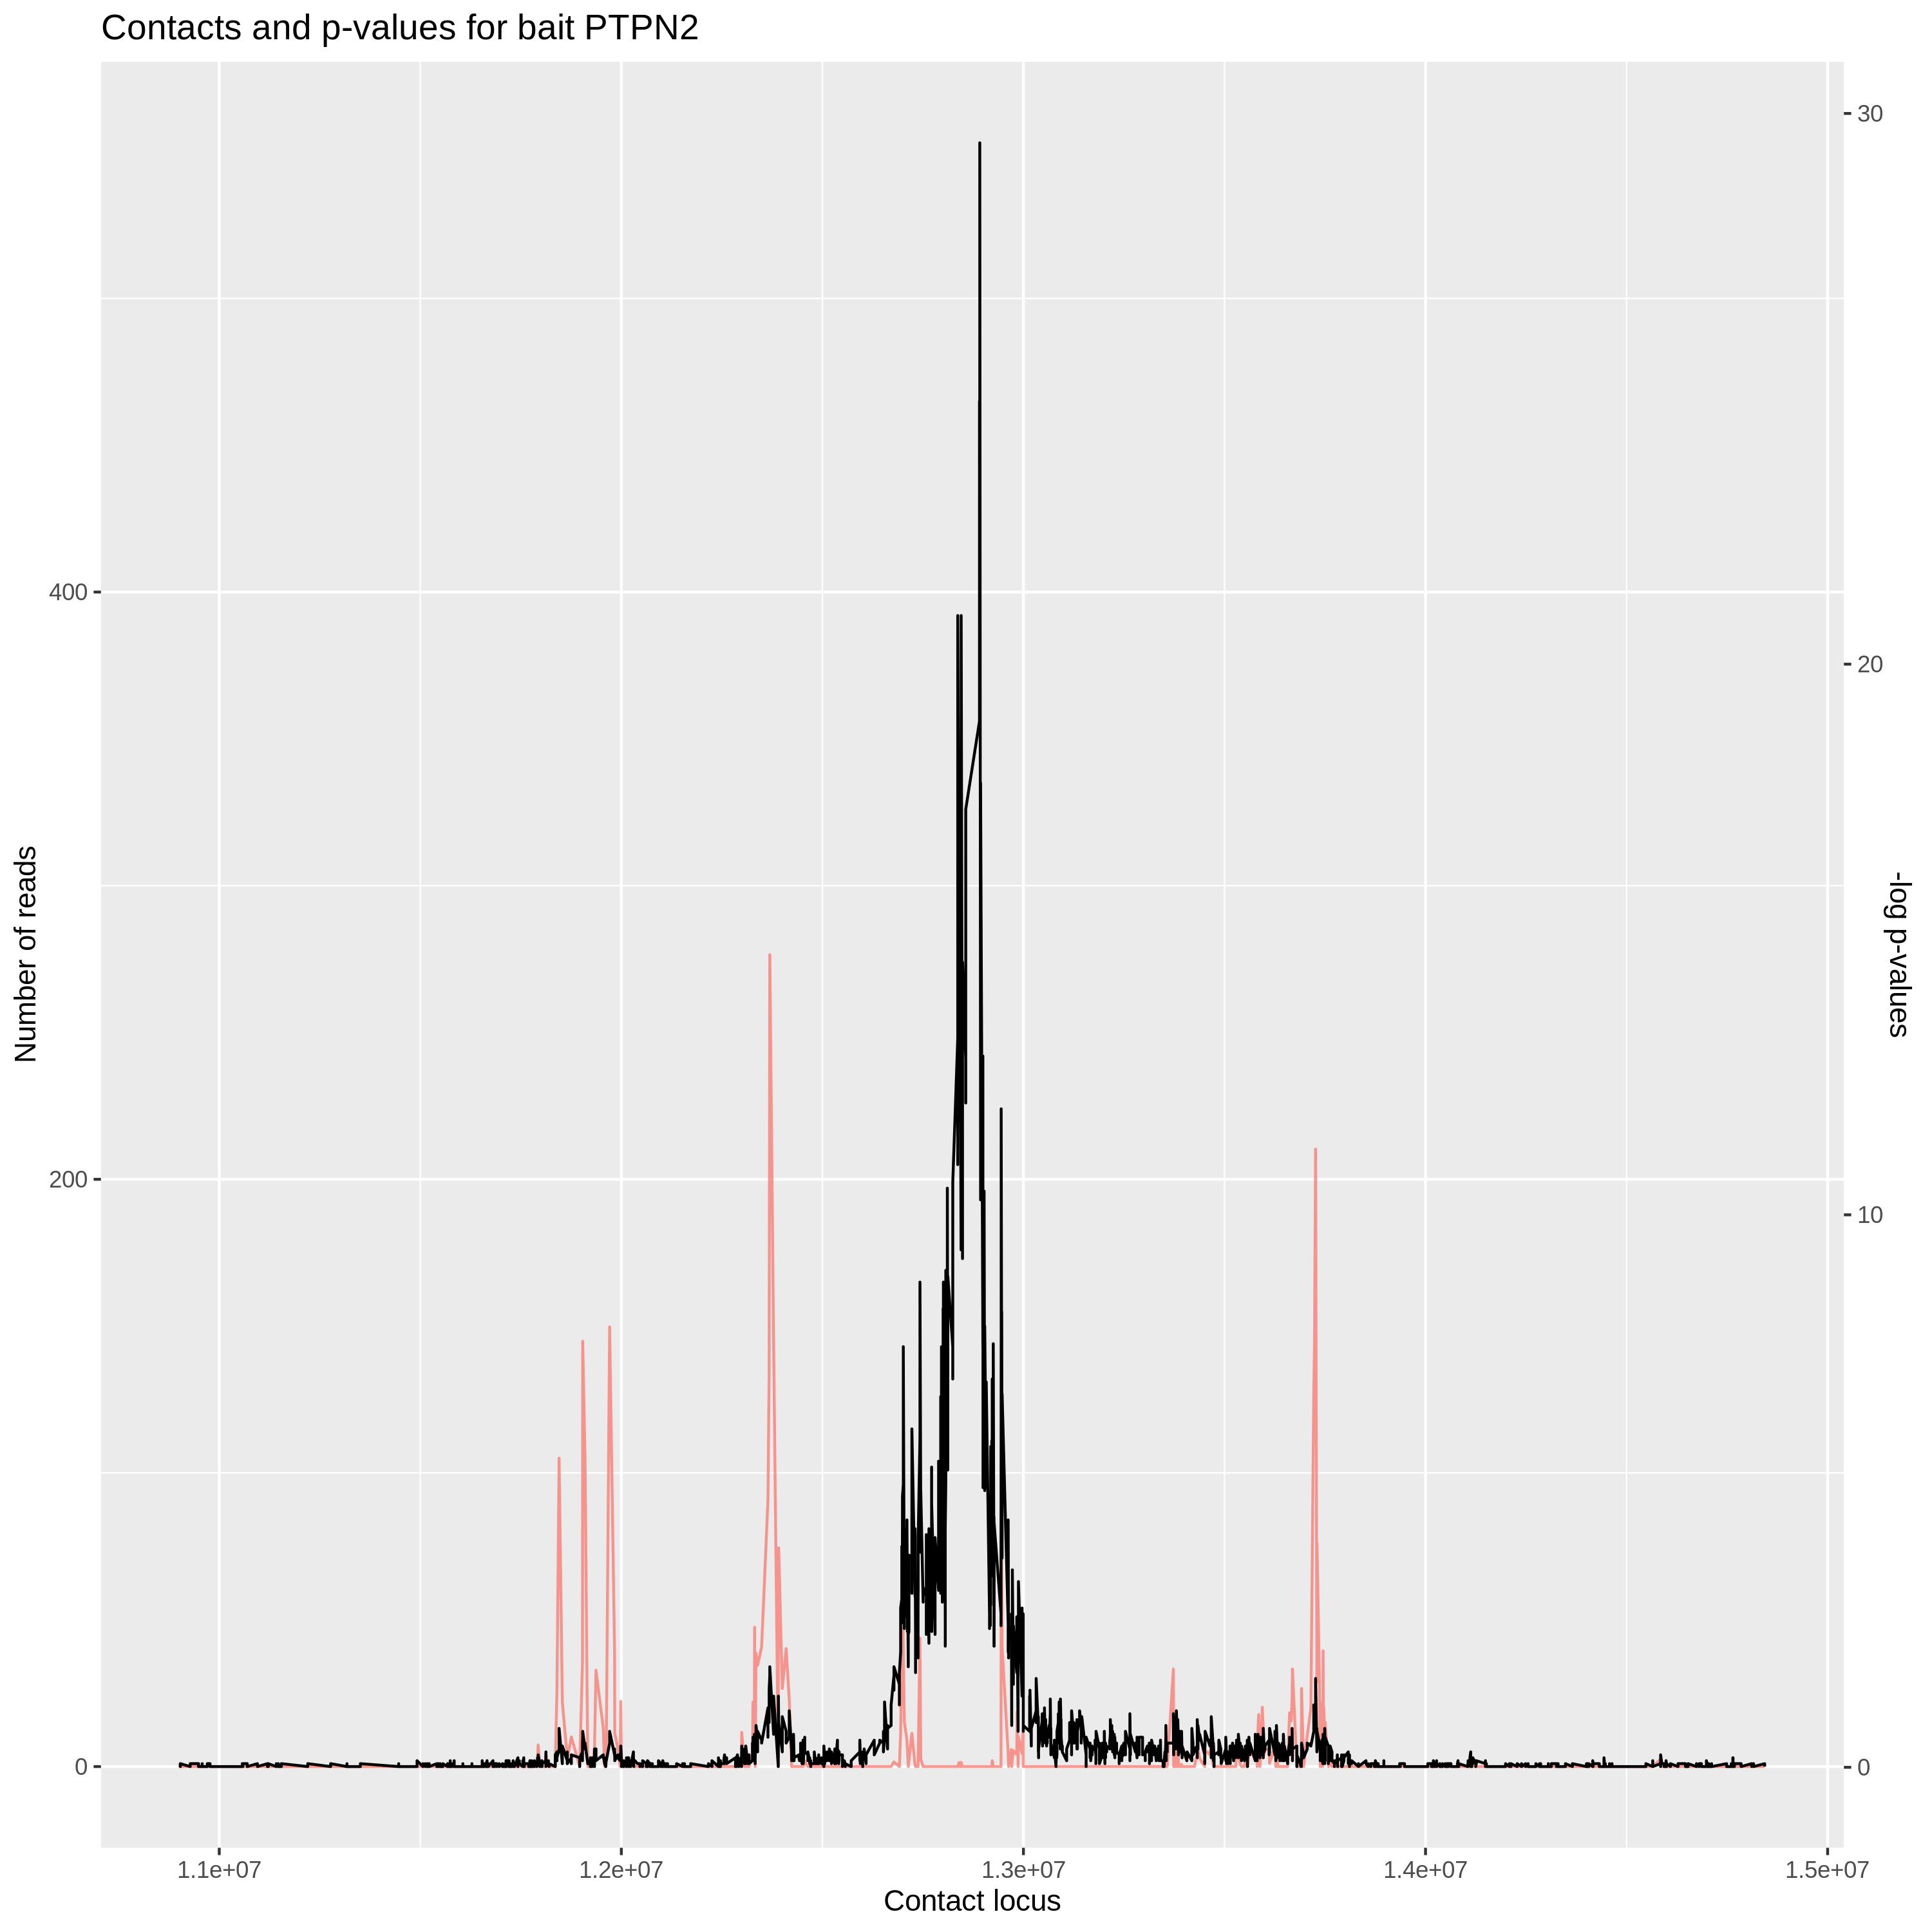 Contacts and p-values for bait PTPN2
30
400
20
Number of reads
-log p-values
200
10
0
0
1.1e+07
1.2e+07
1.3e+07
1.4e+07
1.5e+07
Contact locus